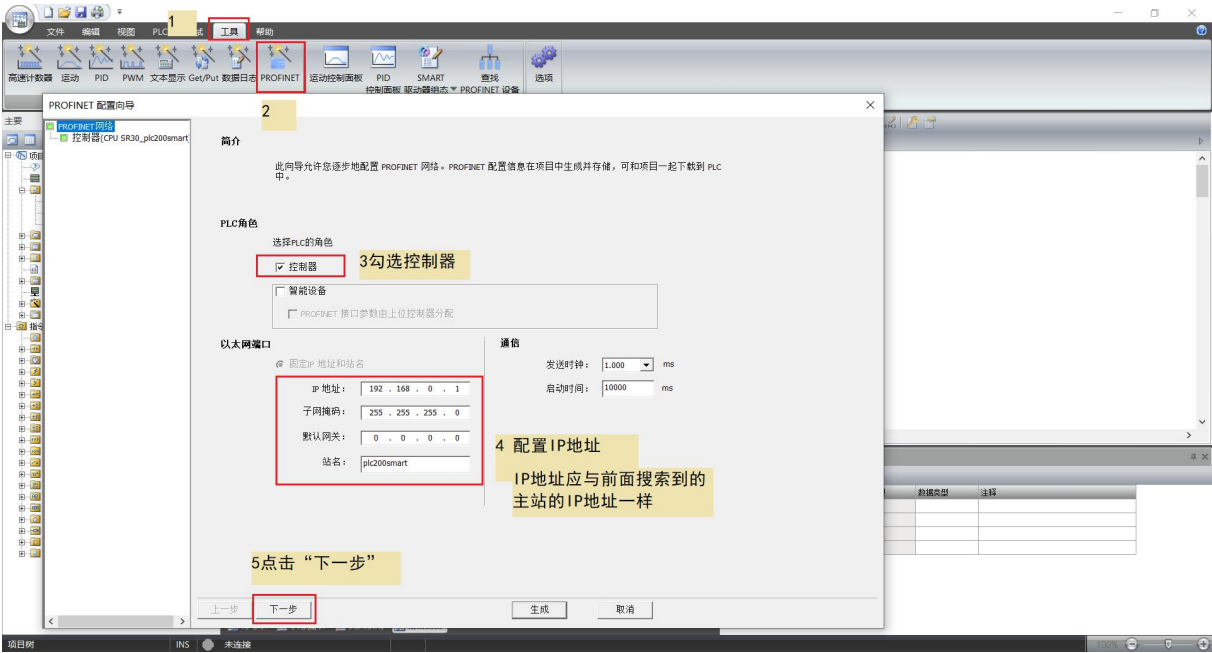 1
文件 编辑 视图 PLC 试 工具 帮助
高速计数器 运动 PID PWM 文本显示 Get/Put 数据日志 PROFINET 运动控制面板 PID SMART 查找 选项
控制面板 驱动器组态 PROFINET 设备
PROFINET 配置向导
2
主要
PROFINET 网络
控制器(CPU SR30_plc200smart
简介
此向导允许您逐步地配置 PROFINET 网络。PROFINET 配置信息在项目中生成并存储，可和项目一起下载到 PLC
中。
PLC角色
选择PLC的角色
控制器
3勾选控制器
智能设备
PROFINET 接口参数由上位控制器分配
以太网端口
通信
固定IP 地址和站名
发送时钟： 1.000 ms
IP 地址： 192 . 168 . 0 . 1
启动时间： 10000 ms
子网掩码： 255 . 255 . 255 . 0
默认网关： 0 . 0 . 0 . 0
站名： plc200smart
4 配置IP地址
IP地址应与前面搜索到的
主站的IP地址一样
数据类型 注释
5点击“下一步”
上一步 下一步 生成 取消
项目树 INS 未连接 100%